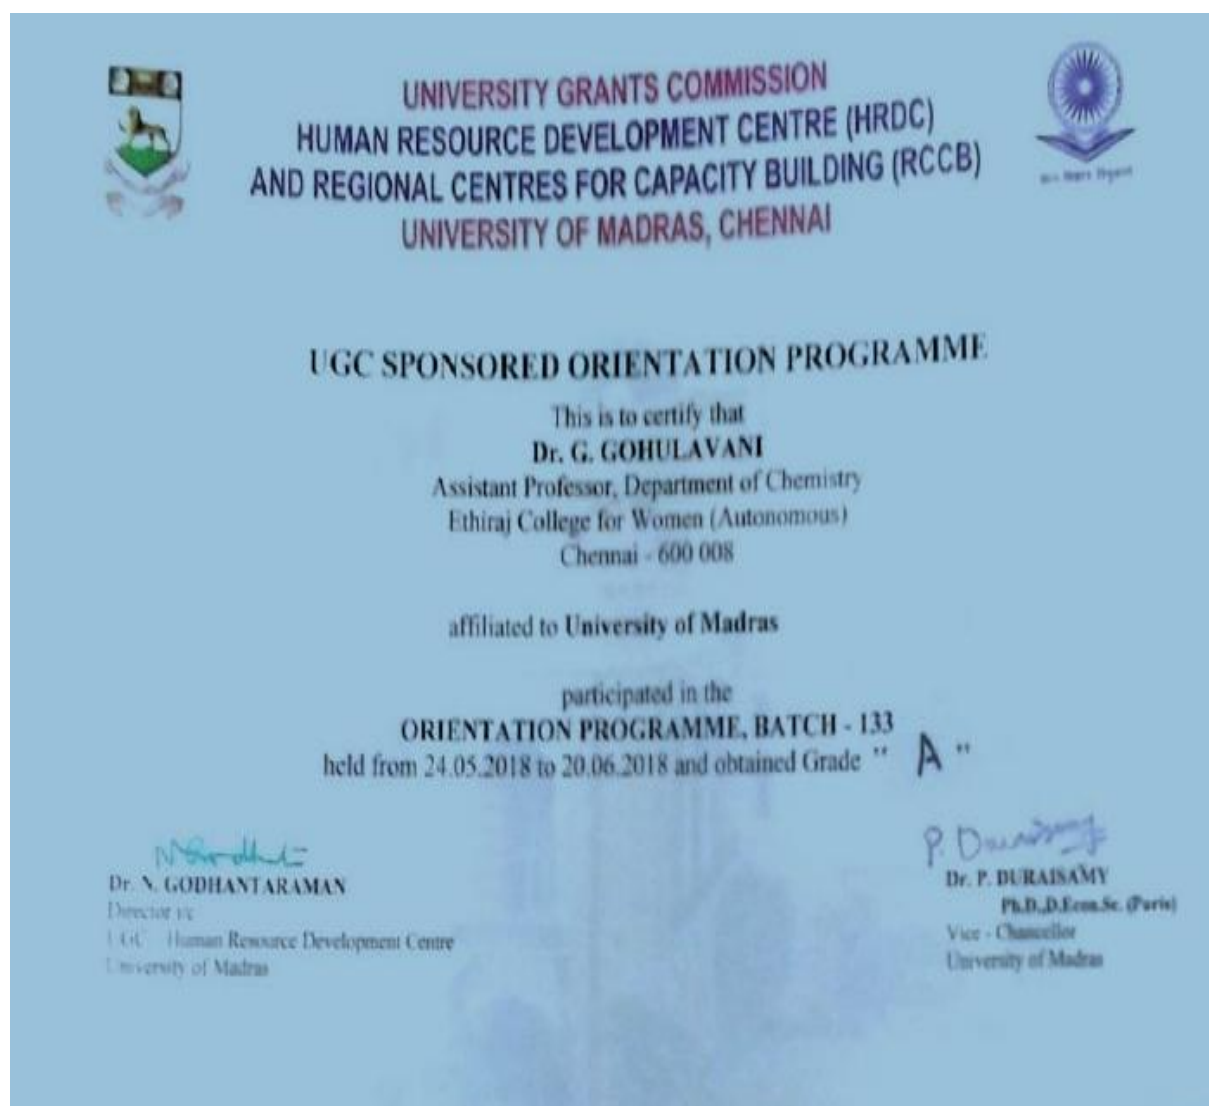 UNIVERSITY GRANTS COMMISSION
HUMAN RESOURCE DEVELOPMENT CENTRE (HRDC)
AND REGIONAL CENTRES FOR CAPACITY BUILDING (RCCB)
UNIVERSITY OF MADRAS, CHENNAI
UGC SPONSORED ORIENTATION PROGRAMME
This is to certify that
Dr. G. GOHULAVANI
Assistant Professor, Department of Chemistry
Ethiraj College for Women (Autonomous)
Chennai - 600 008
affiliated to University of Madras
participated in the
ORIENTATION PROGRAMME, BATCH - 133
held from 24.05.2018 to 20.06.2018 and obtained Grade " A "
P. Duraisamy
Dr. N. GODHANTARAMAN
Director i/c
UGC - Human Resource Development Centre
University of Madras
Dr. P. DURAISAMY
Ph.D.,D.Econ.Sc. (Paris)
Vice - Chancellor
University of Madras